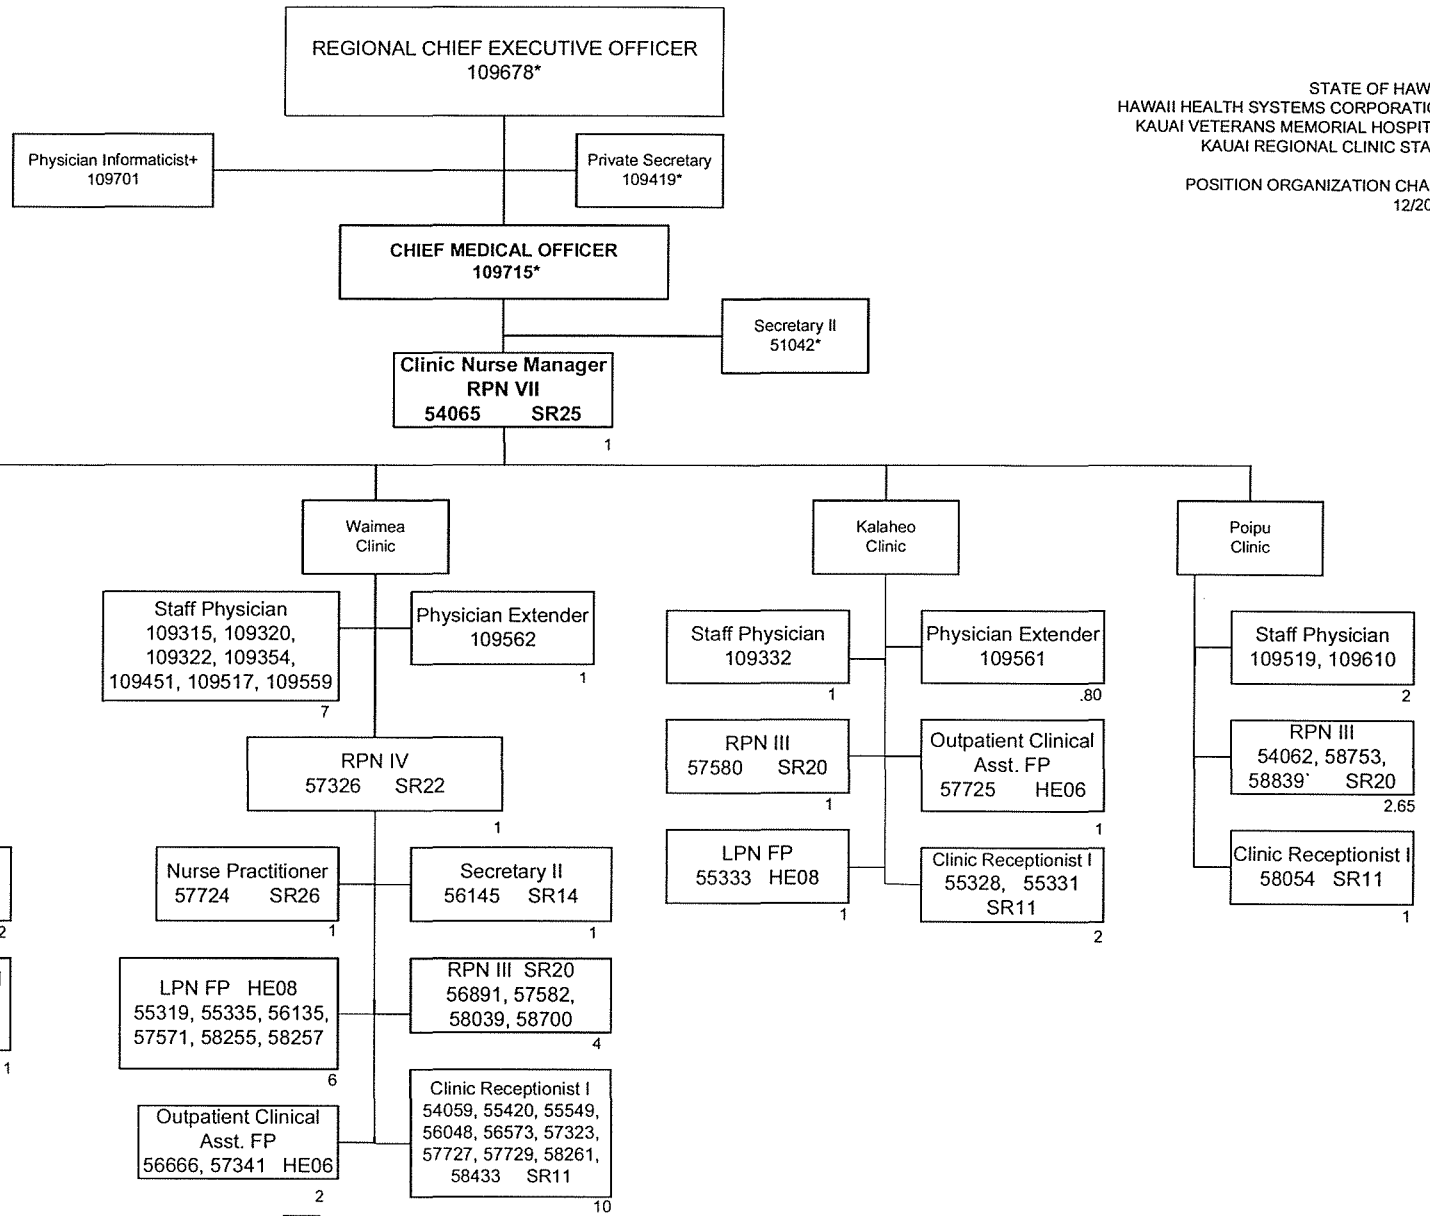 REGIONAL CHIEF EXECUTIVE OFFICER
109678*
STATE OF HAW
HAWAII HEALTH SYSTEMS CORPORATIO
KAUAI VETERANS MEMORIAL HOSPIT
KAUAI REGIONAL CLINIC STA
POSITION ORGANIZATION CHA
12/20
Physician Informaticist+
109701
Private Secretary
109419*
CHIEF MEDICAL OFFICER
109715*
Secretary II
51042*
Clinic Nurse Manager
RPN VII
54065 SR25
1
Waimea
Clinic
Staff Physician
109315, 109320,
109322, 109354,
109451, 109517, 109559
7
Physician Extender
109562
1
RPN IV
57326 SR22
1
Nurse Practitioner
57724 SR26
1
Secretary II
56145 SR14
1
LPN FP HE08
55319, 55335, 56135,
57571, 58255, 58257
6
RPN III SR20
56891, 57582,
58039, 58700
4
Outpatient Clinical
Asst. FP
56666, 57341 HE06
2
Clinic Receptionist I
54059, 55420, 55549,
56048, 56573, 57323,
57727, 57729, 58261,
58433 SR11
10
Kalaheo
Clinic
Staff Physician
109332
1
Physician Extender
109561
.80
RPN III
57580 SR20
1
Outpatient Clinical
Asst. FP
57725 HE06
1
LPN FP
55333 HE08
1
Clinic Receptionist I
55328, 55331
SR11
2
Poipu
Clinic
Staff Physician
109519, 109610
2
RPN III
54062, 58753,
58839 SR20
2.65
Clinic Receptionist I
58054 SR11
1
2
1